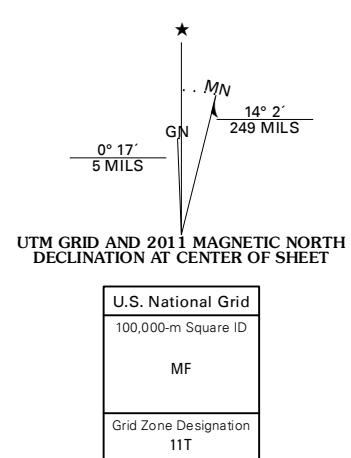 ★
MN
GN
14° 2´
249 MILS
0° 17´
5 MILS
UTM GRID AND 2011 MAGNETIC NORTH
DECLINATION AT CENTER OF SHEET
U.S. National Grid
100,000-m Square ID
MF
Grid Zone Designation
11T